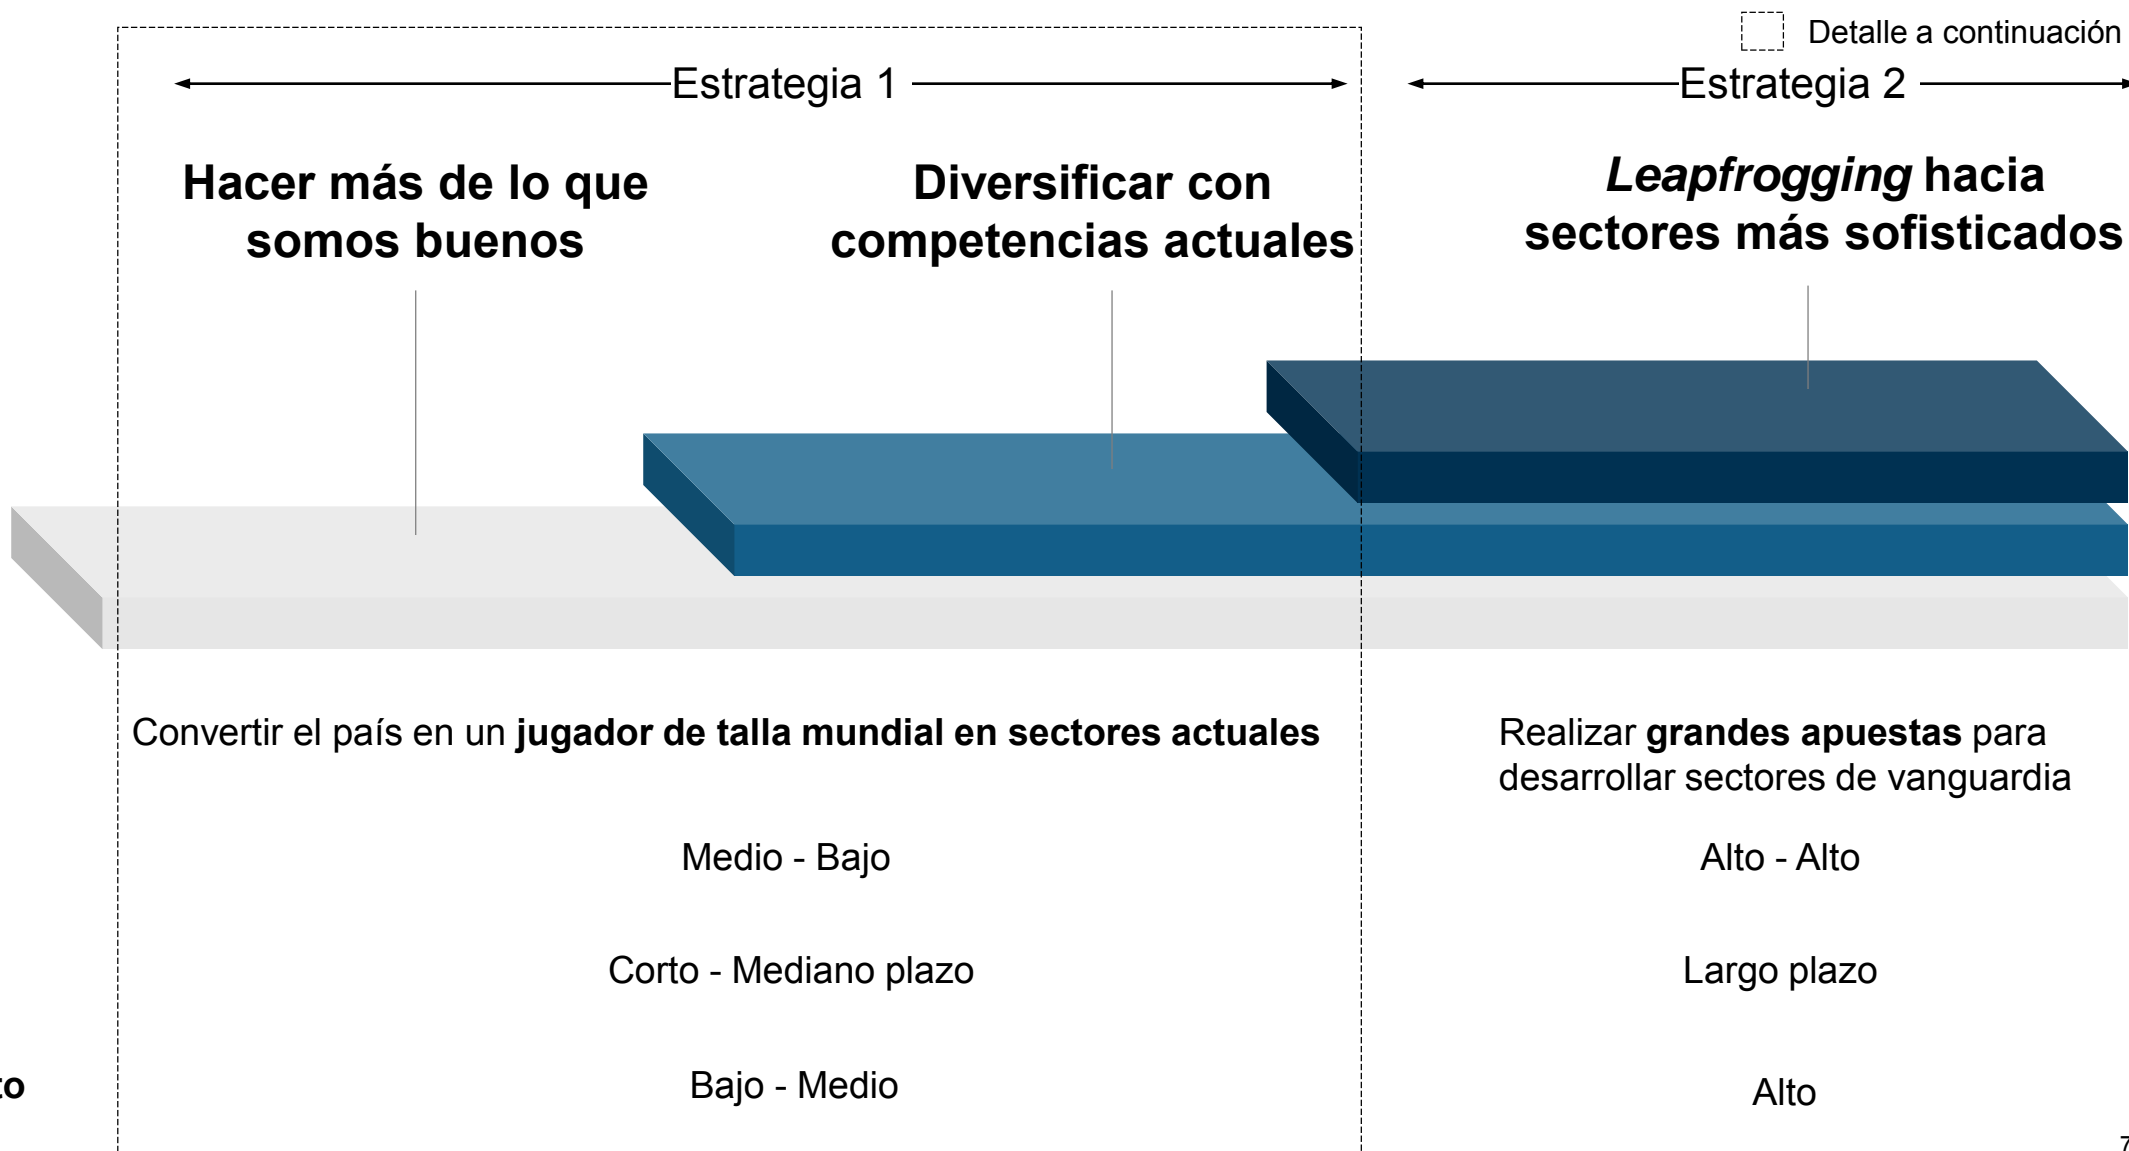 Detalle a continuación
Estrategia 1
Estrategia 2
Hacer más de lo que
somos buenos
Diversificar con
competencias actuales
Leapfrogging hacia
sectores más sofisticados
Convertir el país en un jugador de talla mundial en sectores actuales
Realizar grandes apuestas para
desarrollar sectores de vanguardia
Medio - Bajo
Alto - Alto
Corto - Mediano plazo
Largo plazo
Bajo - Medio
Alto